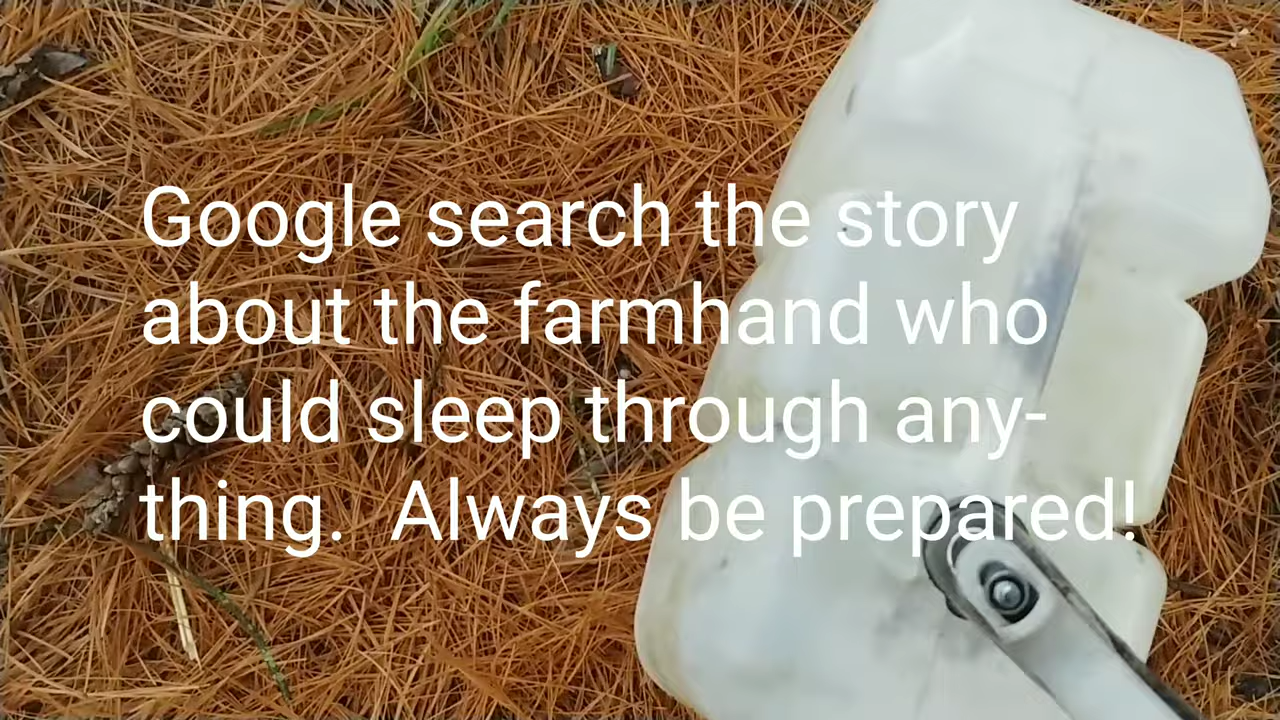 Google search the story
about the farmhand who
could sleep through any-
thing.  Always be prepared!